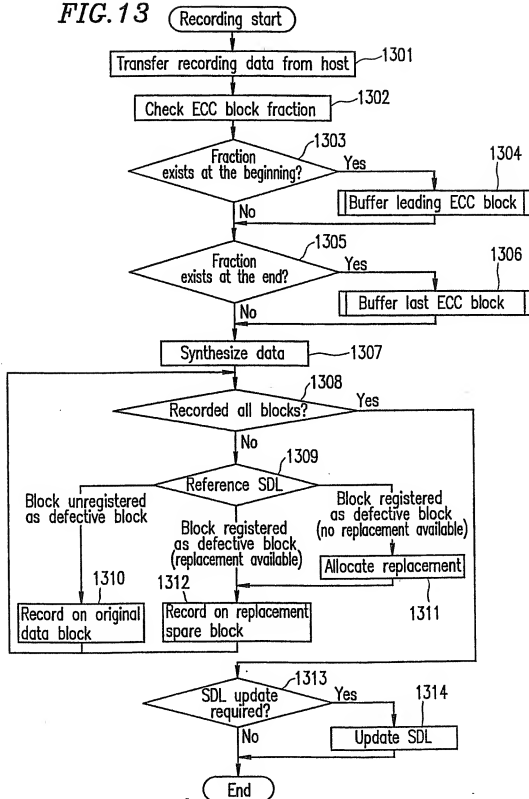 FIG.13
Recording start
Transfer recording data from host
1301
Check ECC block fraction
1302
1303
Fraction
exists at the beginning?
Yes
1304
Buffer leading ECC block
No
1305
Fraction
exists at the end?
Yes
1306
Buffer last ECC block
No
Synthesize data
1307
1308
Recorded all blocks?
Yes
No
1309
Reference SDL
Block unregistered
as defective block
Block registered
as defective block
(replacement available)
Block registered
as defective block
(no replacement available)
Allocate replacement
1311
1310
Record on original
data block
1312
Record on replacement
spare block
1313
SDL update
required?
Yes
1314
Update SDL
No
End